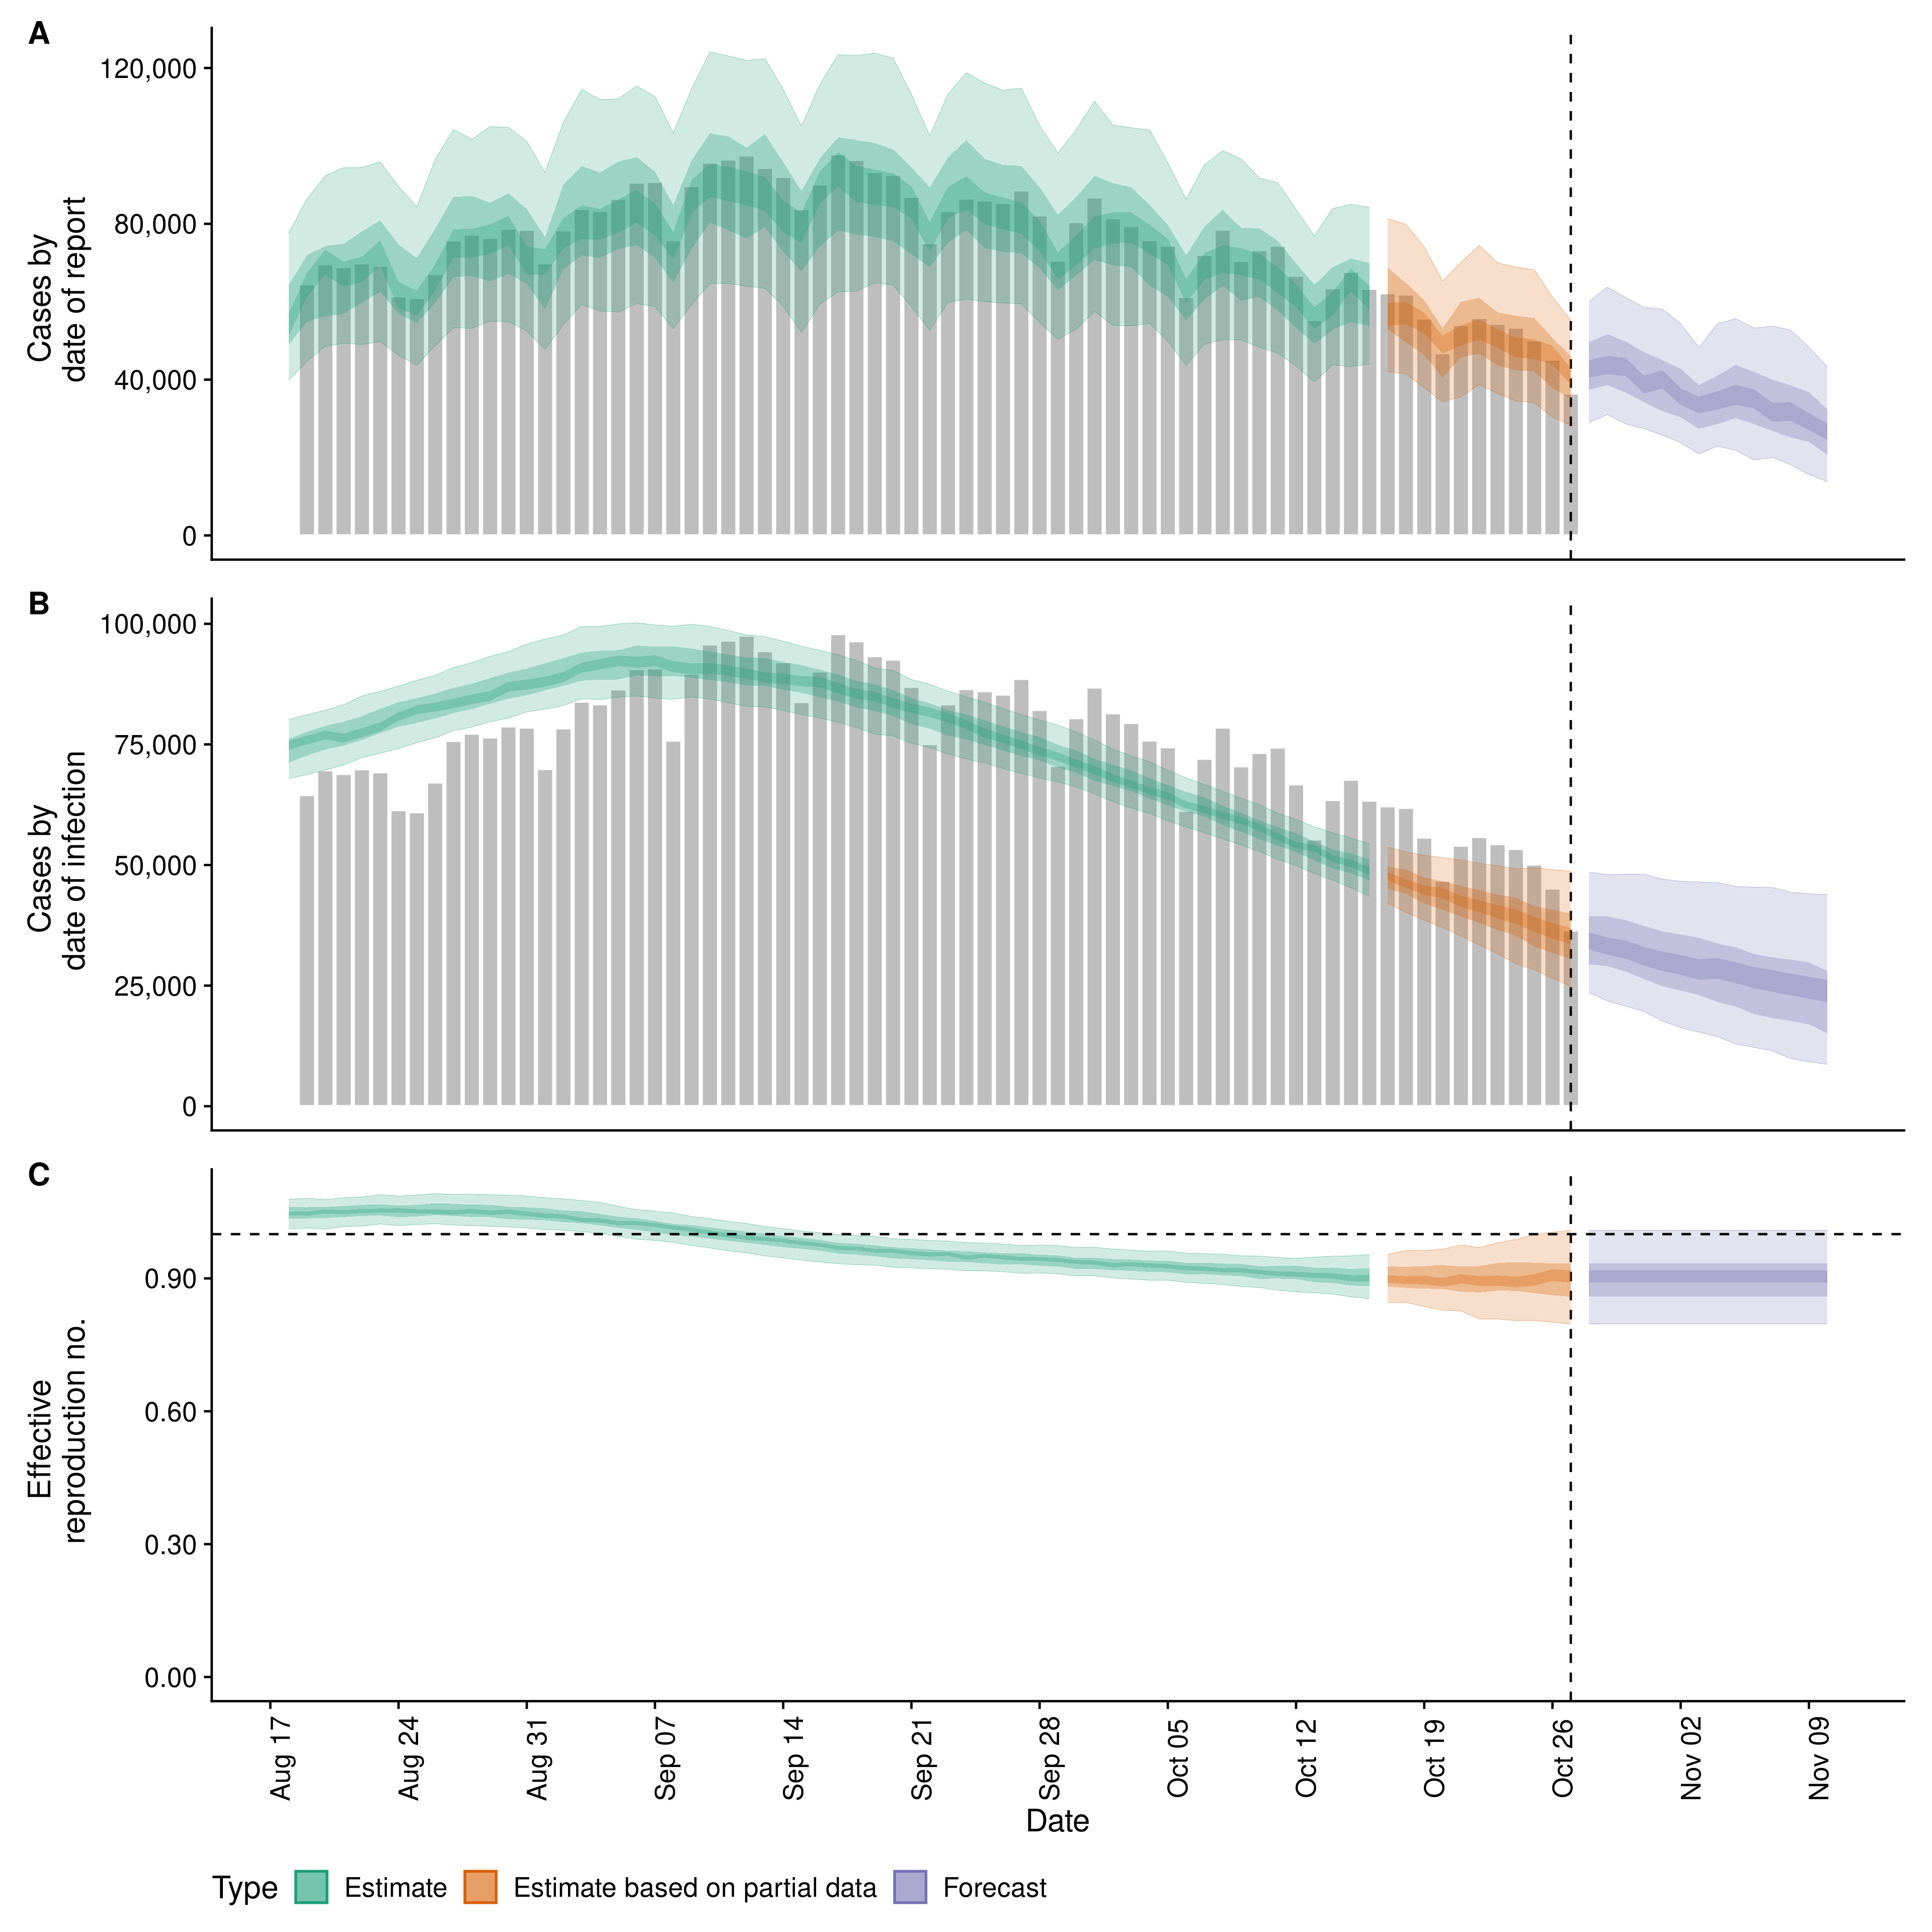 A
120,000
80,000
40,000
0
Cases by
date of report
B
100,000
75,000
50,000
25,000
0
Cases by
date of infection
C
0.90
0.60
0.30
0.00
Effective
reproduction no.
Aug 17
Aug 24
Aug 31
Sep 07
Sep 14
Sep 21
Sep 28
Oct 05
Oct 12
Oct 19
Oct 26
Nov 02
Nov 09
Date
Type Estimate Estimate based on partial data Forecast